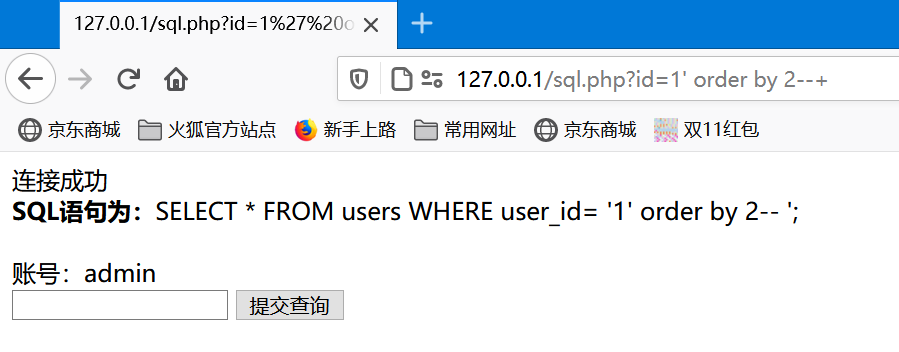 127.0.0.1/sql.php?id=1%27%20o
127.0.0.1/sql.php?id=1' order by 2--+
京东商城 火狐官方站点 新手上路 常用网址 京东商城 双11红包
连接成功
SQL语句为：SELECT * FROM users WHERE user_id= '1' order by 2-- ';
账号：admin
提交查询